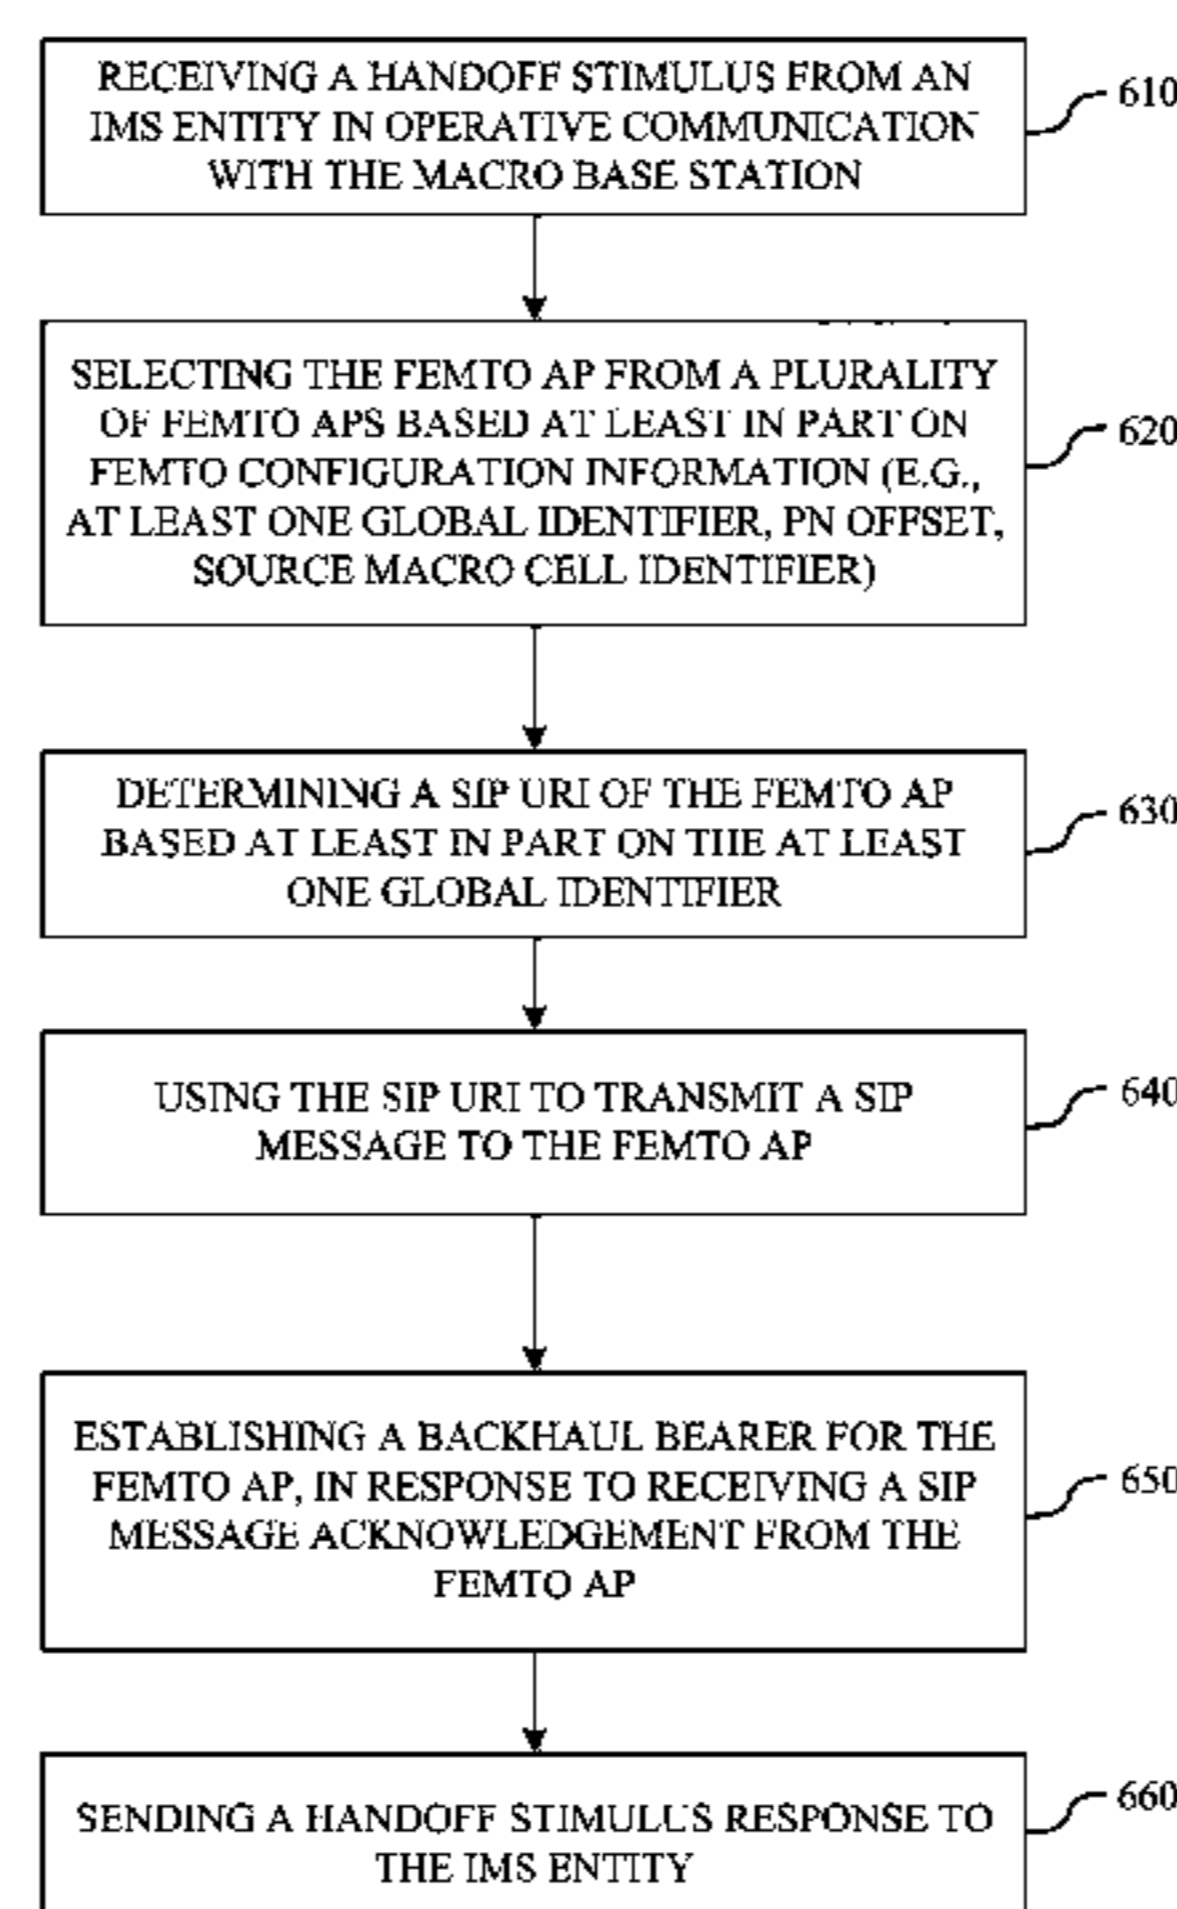 RECEIVING A HANDOFF STIMULUS FROM AN
IMS ENTITY IN OPERATIVE COMMUNICATION
WITH THE MACRO BASE STATION
610
SELECTING THE FEMTO AP FROM A PLURALITY
OF FEMTO APS BASED AT LEAST IN PART ON
FEMTO CONFIGURATION INFORMATION (E.G.,
AT LEAST ONE GLOBAL IDENTIFIER, PN OFFSET,
SOURCE MACRO CELL IDENTIFIER)
620
DETERMINING A SIP URI OF THE FEMTO AP
BASED AT LEAST IN PART ON THE AT LEAST
ONE GLOBAL IDENTIFIER
630
USING THE SIP URI TO TRANSMIT A SIP
MESSAGE TO THE FEMTO AP
640
ESTABLISHING A BACKHAUL BEARER FOR THE
FEMTO AP, IN RESPONSE TO RECEIVING A SIP
MESSAGE ACKNOWLEDGEMENT FROM THE
FEMTO AP
650
SENDING A HANDOFF STIMULUS RESPONSE TO
THE IMS ENTITY
660